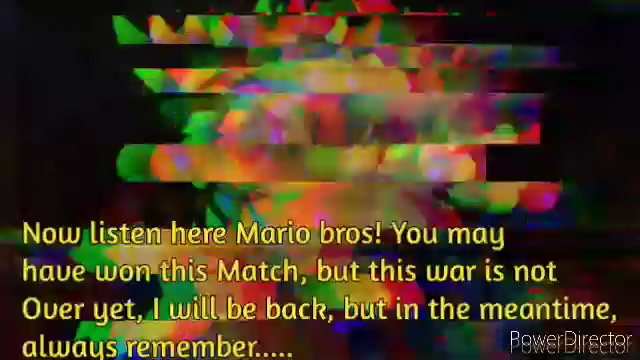 Now listen here Mario bros! You may
have won this Match, but this war is not
Over yet, I will be back, but in the meantime,
always remember.....
PowerDirector